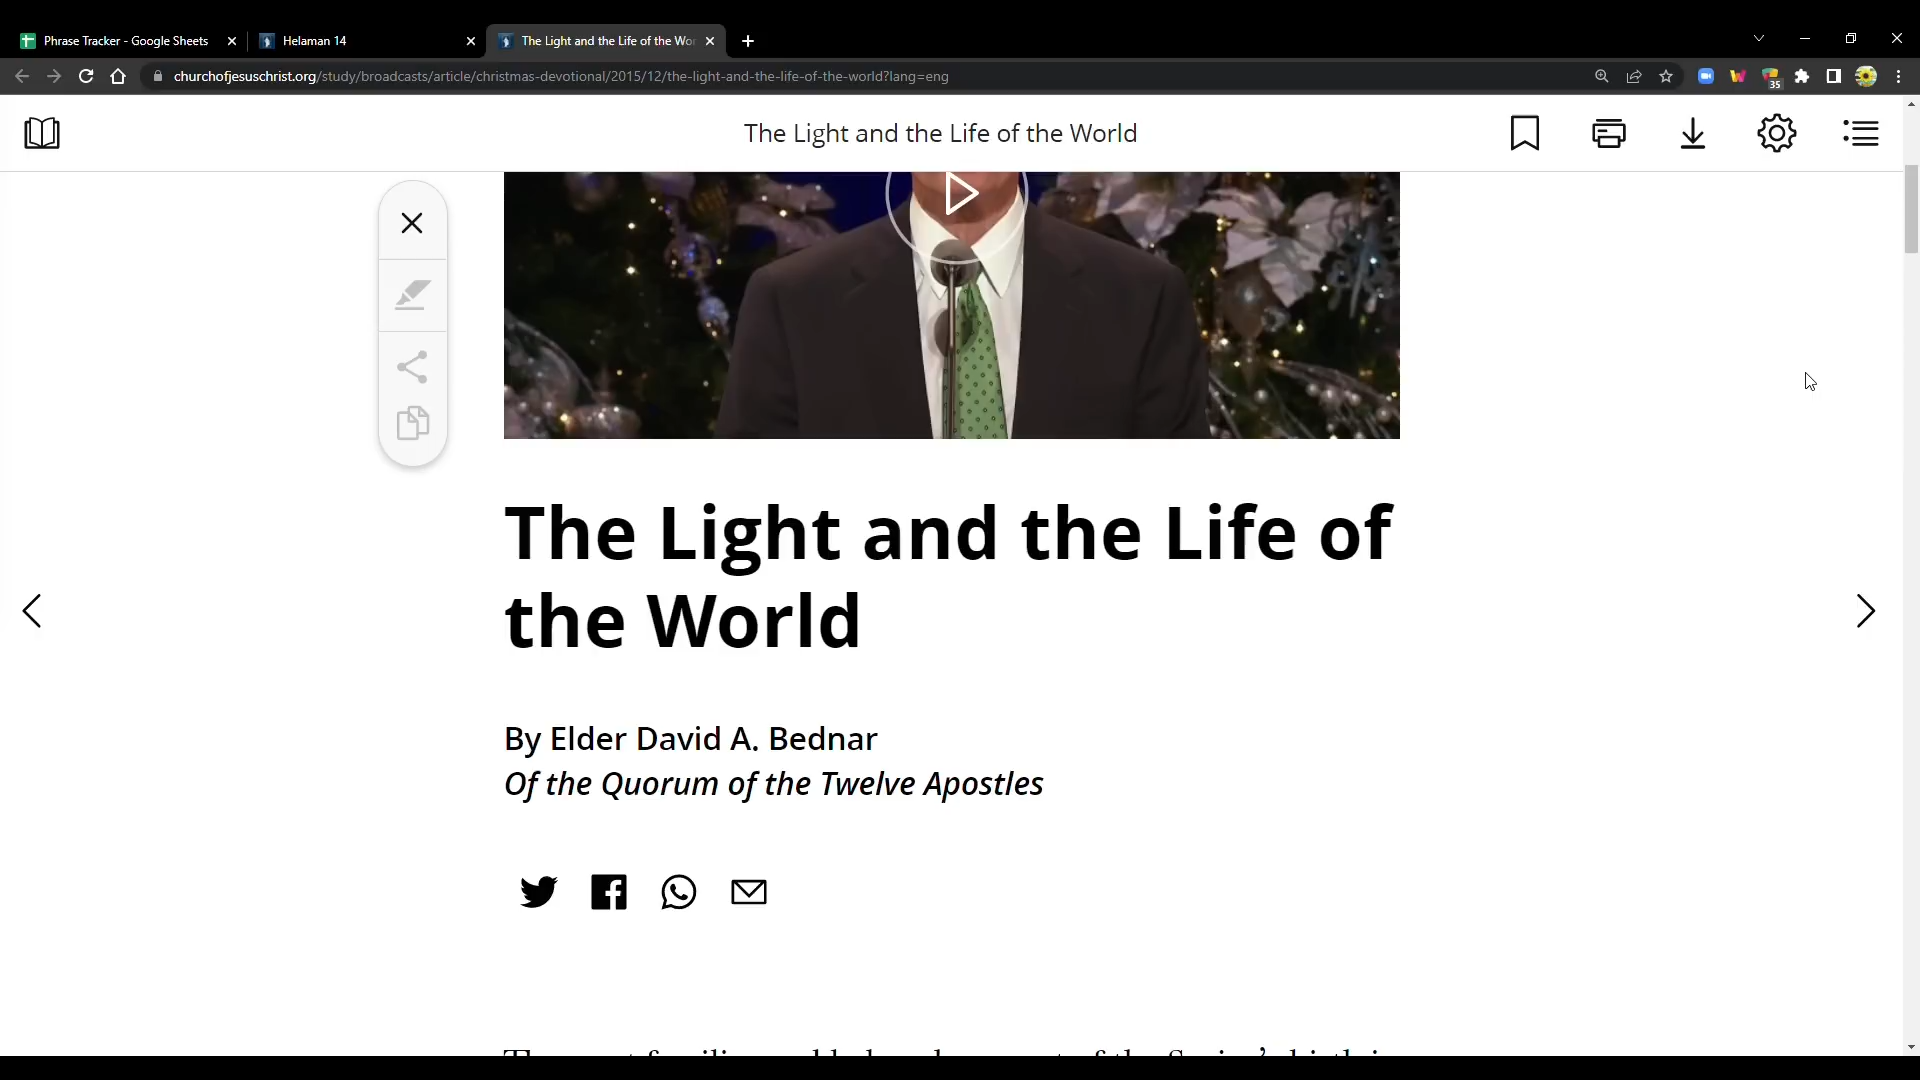 Phrase Tracker - Google Sheets
Helaman 14
The Light and the Life of the Wor
churchofjesuschrist.org/study/broadcasts/article/christmas-devotional/2015/12/the-light-and-the-life-of-the-world?lang=eng
35
The Light and the Life of the World
The Light and the Life of
the World
By Elder David A. Bednar
Of the Quorum of the Twelve Apostles